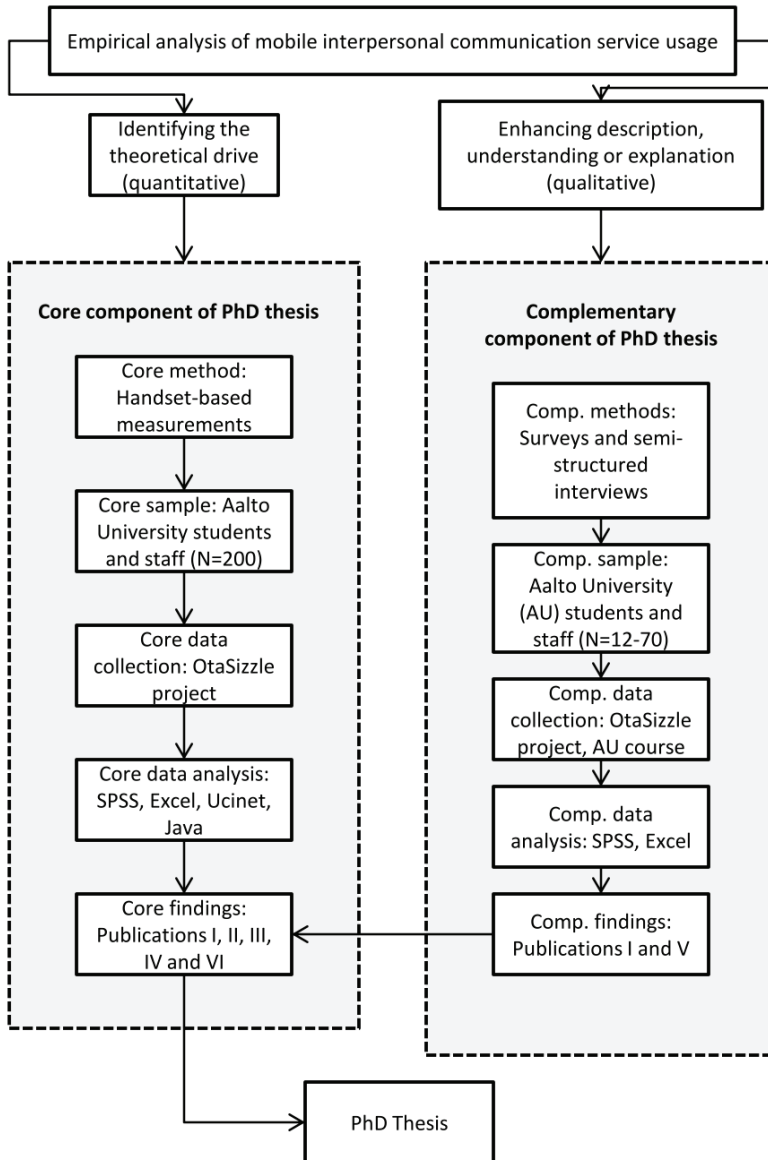 Empirical analysis of mobile interpersonal communication service usage
Identifying the
theoretical drive
(quantitative)
Enhancing description,
understanding or explanation
(qualitative)
Core component of PhD thesis
Core method:
Handset-based
measurements
Core sample: Aalto
University students
and staff (N=200)
Core data
collection: OtaSizzle
project
Core data analysis:
SPSS, Excel, Ucinet,
Java
Core findings:
Publications I, II, III,
IV and VI
Complementary
component of PhD thesis
Comp. methods:
Surveys and semi-
structured
interviews
Comp. sample:
Aalto University
(AU) students and
staff (N=12-70)
Comp. data
collection: OtaSizzle
project, AU course
Comp. data
analysis: SPSS, Excel
Comp. findings:
Publications I and V
PhD Thesis